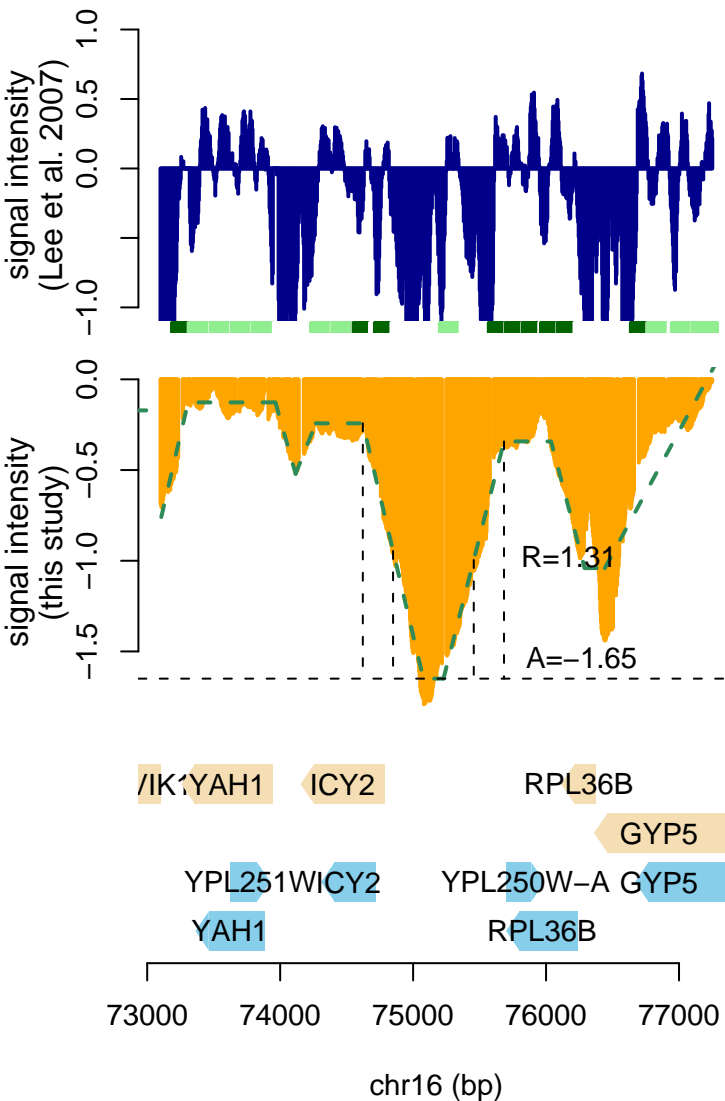 signal intensity
(Lee et al. 2007)
1.0
0.5
0.0
−1.0
signal intensity
(this study)
0.0
−0.5
−1.0
−1.5
R=1.31
A=−1.65
VIK1 YAH1 ICY2 RPL36B
GYP5
YPL251W ICY2 YPL250W−A GYP5
YAH1 RPL36B
73000 74000 75000 76000 77000
chr16 (bp)